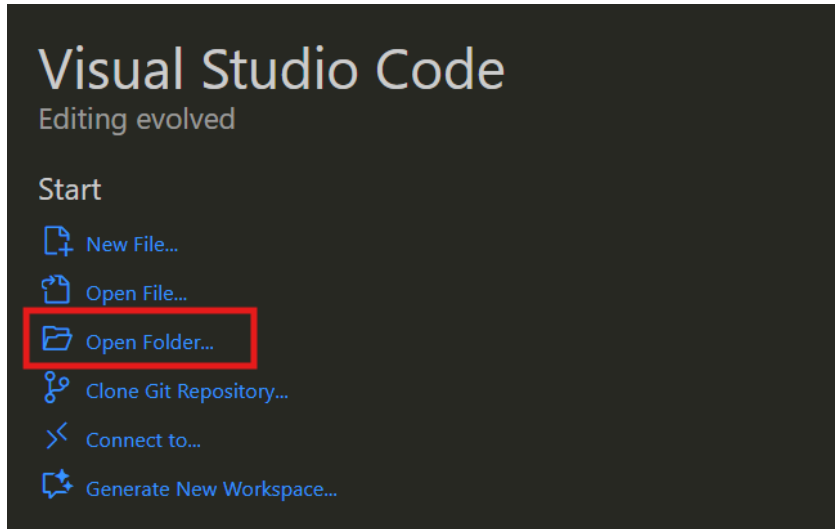 Visual Studio Code
Editing evolved
Start
New File...
Open File...
Open Folder...
Clone Git Repository...
Connect to...
Generate New Workspace...